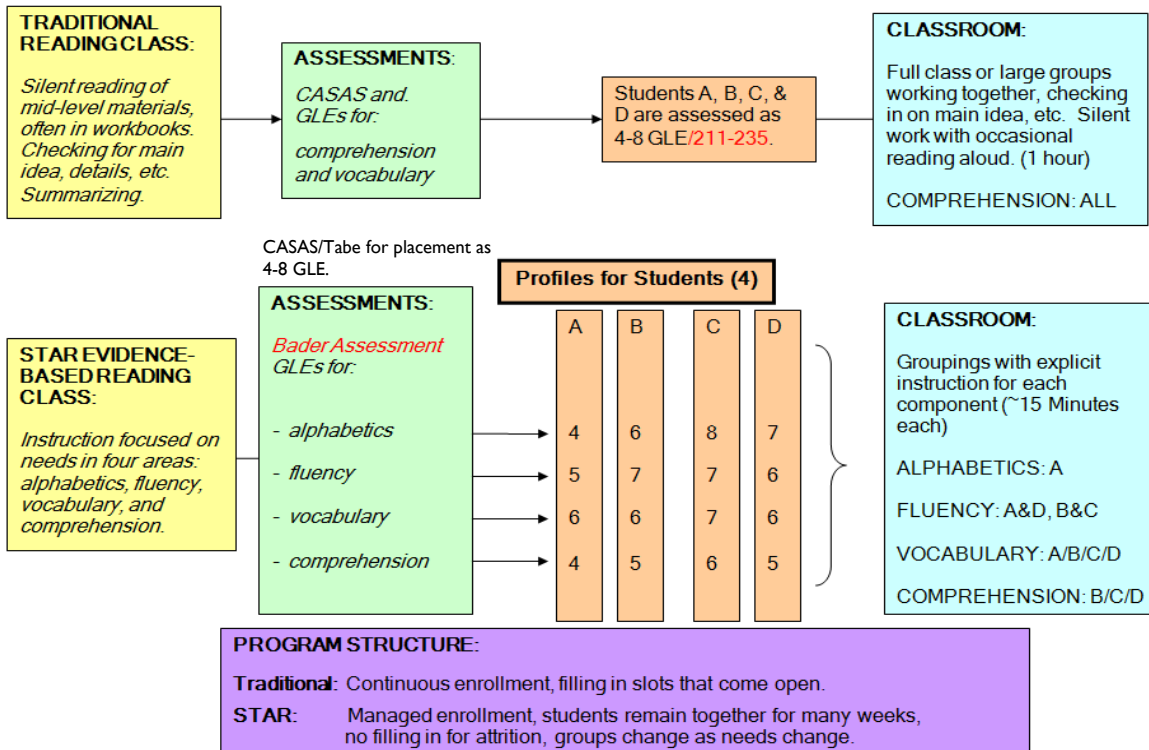 TRADITIONAL
READING CLASS:
Silent reading of
mid-level materials,
often in workbooks.
Checking for main
idea, details, etc.
Summarizing.
ASSESSMENTS:
CASAS and.
GLEs for:
comprehension
and vocabulary
Students A, B, C, &
D are assessed as
4-8 GLE/211-235.
CLASSROOM:
Full class or large groups
working together, checking
in on main idea, etc. Silent
work with occasional
reading aloud. (1 hour)
COMPREHENSION: ALL
CASAS/Tabe for placement as
4-8 GLE.
STAR EVIDENCE-
BASED READING
CLASS:
Instruction focused on
needs in four areas:
alphabetics, fluency,
vocabulary, and
comprehension.
ASSESSMENTS:
Bader Assessment
GLEs for:
- alphabetics
- fluency
- vocabulary
- comprehension
Profiles for Students (4)
A B C D
4 6 8 7
5 7 7 6
6 6 7 6
4 5 6 5
CLASSROOM:
Groupings with explicit
instruction for each
component (~15 Minutes
each)
ALPHABETICS: A
FLUENCY: A&D, B&C
VOCABULARY: A/B/C/D
COMPREHENSION: B/C/D
PROGRAM STRUCTURE:
Traditional: Continuous enrollment, filling in slots that come open.
STAR: Managed enrollment, students remain together for many weeks,
no filling in for attrition, groups change as needs change.